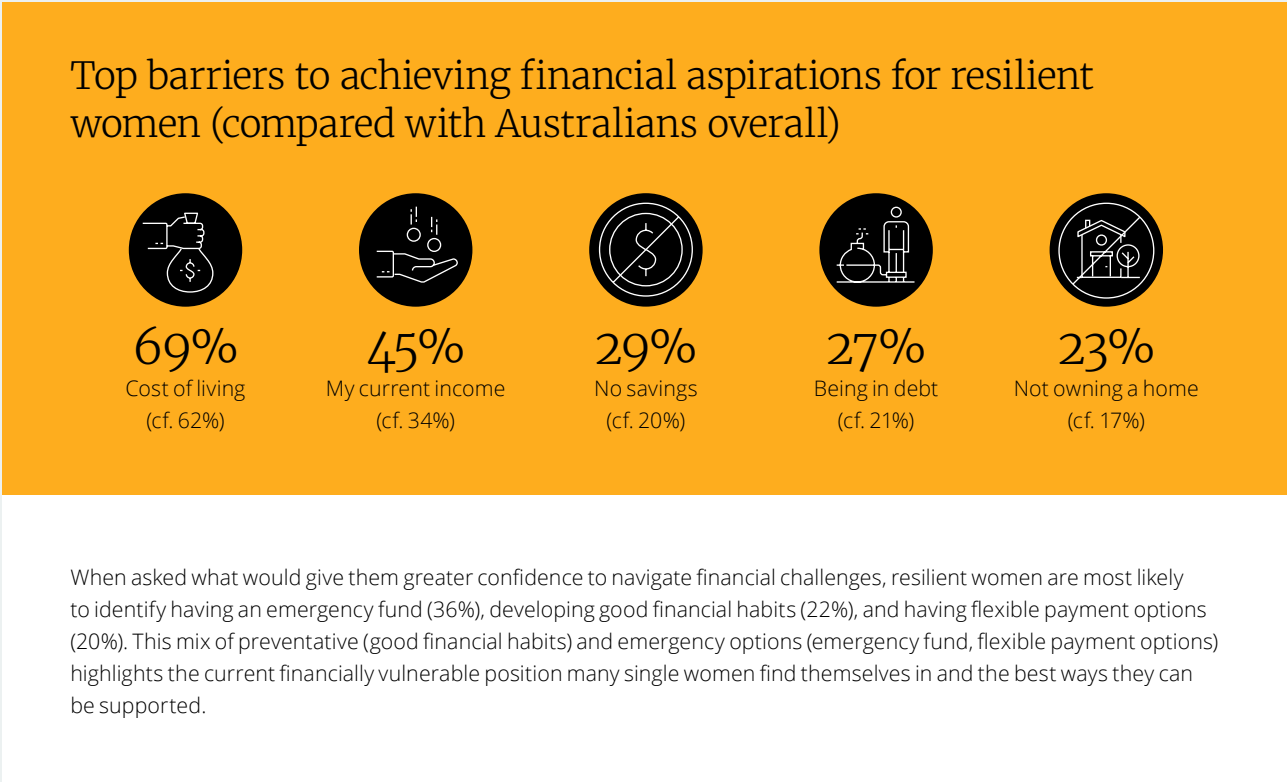 Top barriers to achieving financial aspirations for resilient
women (compared with Australians overall)
69%
Cost of living
(cf. 62%)
45%
My current income
(cf. 34%)
29%
No savings
(cf. 20%)
27%
Being in debt
(cf. 21%)
23%
Not owning a home
(cf. 17%)
When asked what would give them greater confidence to navigate financial challenges, resilient women are most likely
to identify having an emergency fund (36%), developing good financial habits (22%), and having flexible payment options
(20%). This mix of preventative (good financial habits) and emergency options (emergency fund, flexible payment options)
highlights the current financially vulnerable position many single women find themselves in and the best ways they can
be supported.